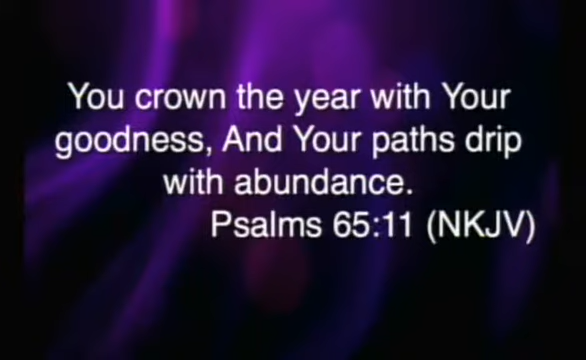 You crown the year with Your
goodness, And Your paths drip
with abundance.
Psalms 65:11 (NKJV)